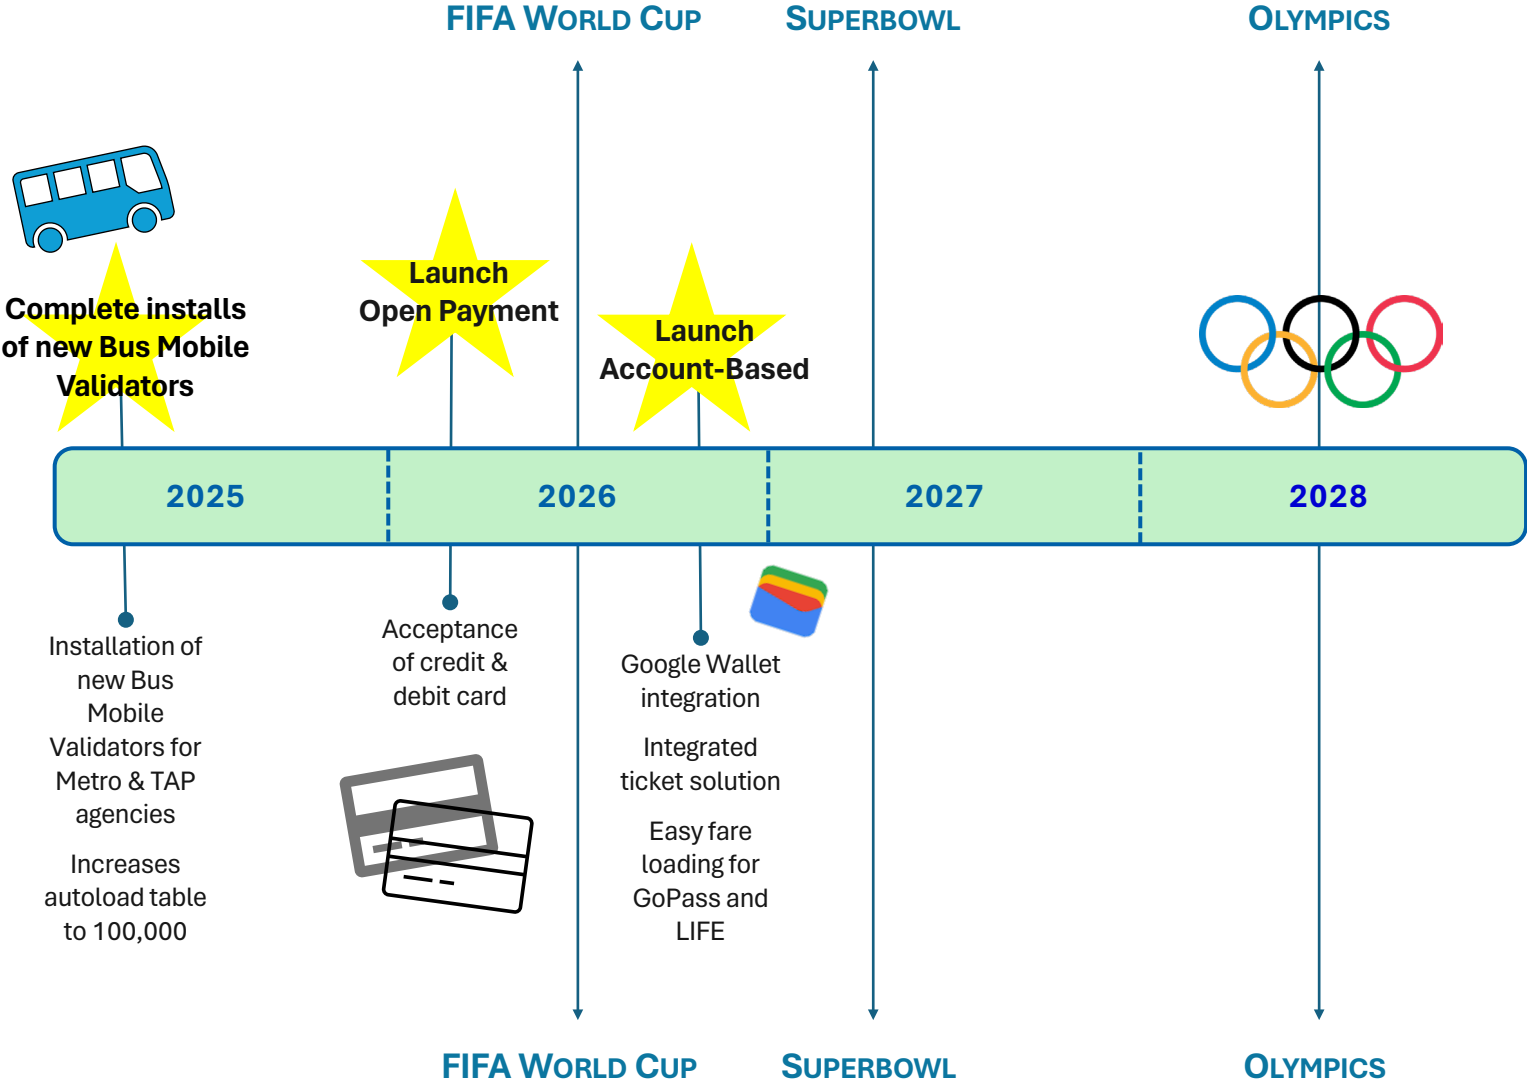 FIFA WORLD CUP
SUPERBOWL
OLYMPICS
Complete installs
of new Bus Mobile
Validators
Launch
Open Payment
Launch
Account-Based
2025
2026
2027
2028
Installation of
new Bus
Mobile
Validators for
Metro & TAP
agencies
Increases
autoload table
to 100,000
Acceptance
of credit &
debit card
Google Wallet
integration
Integrated
ticket solution
Easy fare
loading for
GoPass and
LIFE
FIFA WORLD CUP
SUPERBOWL
OLYMPICS